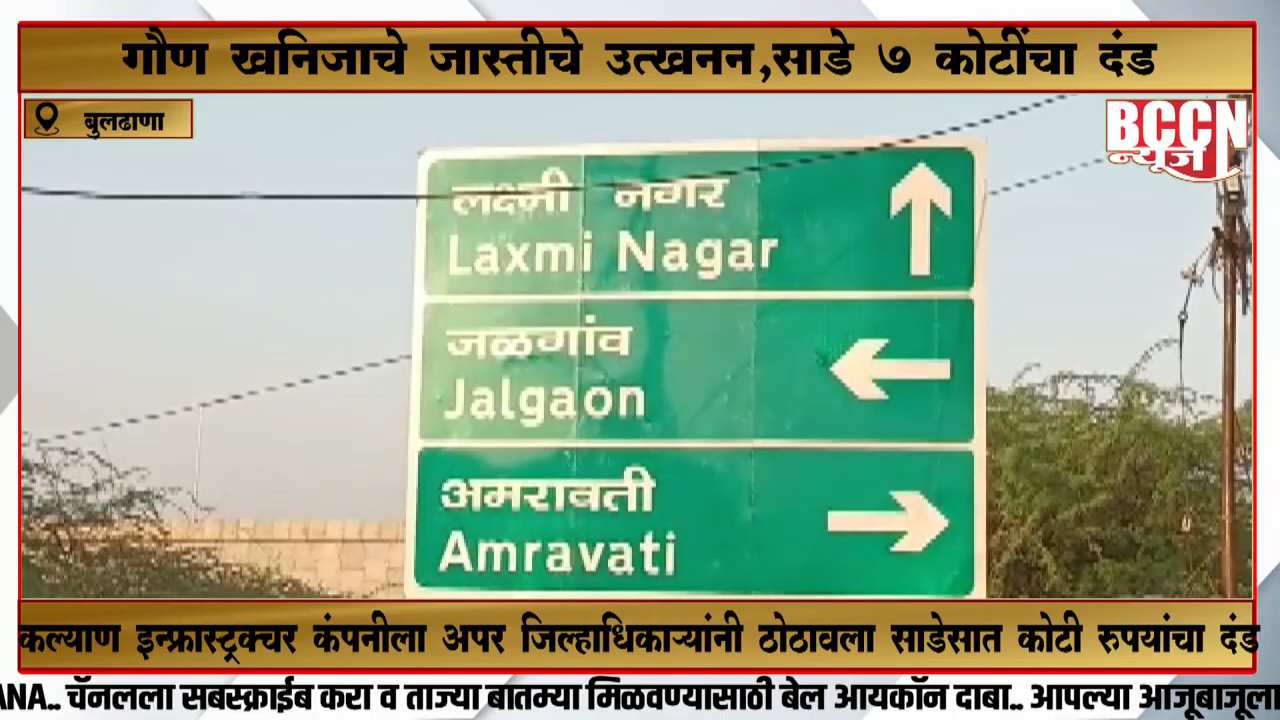 गौण खनिजाचे जास्तीचे उत्खनन,साडे ७ कोटींचा दंड
बुलढाणा
BCCN
न्यूज
लक्ष्मी नगर
Laxmi Nagar
जळगांव
Jalgaon
अमरावती
Amravati
कल्याण इन्फ्रास्ट्रक्चर कंपनीला अपर जिल्हाधिकाऱ्यांनी ठोठावला साडेसात कोटी रुपयांचा दंड
ANA.. चॅनलला सबस्क्राईब करा व ताज्या बातम्या मिळवण्यासाठी बेल आयकॉन दाबा.. आपल्या आजूबाजूला